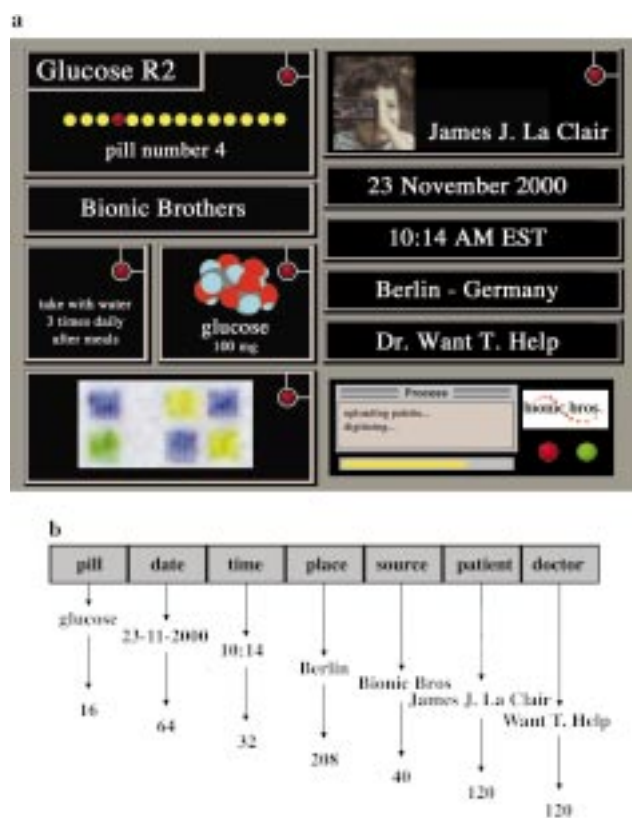 a
Glucose R2
pill number 4
Bionic Brothers
take with water
3 times daily
after meals
glucose
100 mg
James J. La Clair
23 November 2000
10:14 AM EST
Berlin - Germany
Dr. Want T. Help
Process
uploading
digitizing...
bionic bros.
b
pill date time place source patient doctor
glucose
23-11-2000
10:14
Berlin
Bionic Bros
James J. La Clair
Want T. Help
16
64
32
208
40
120
120